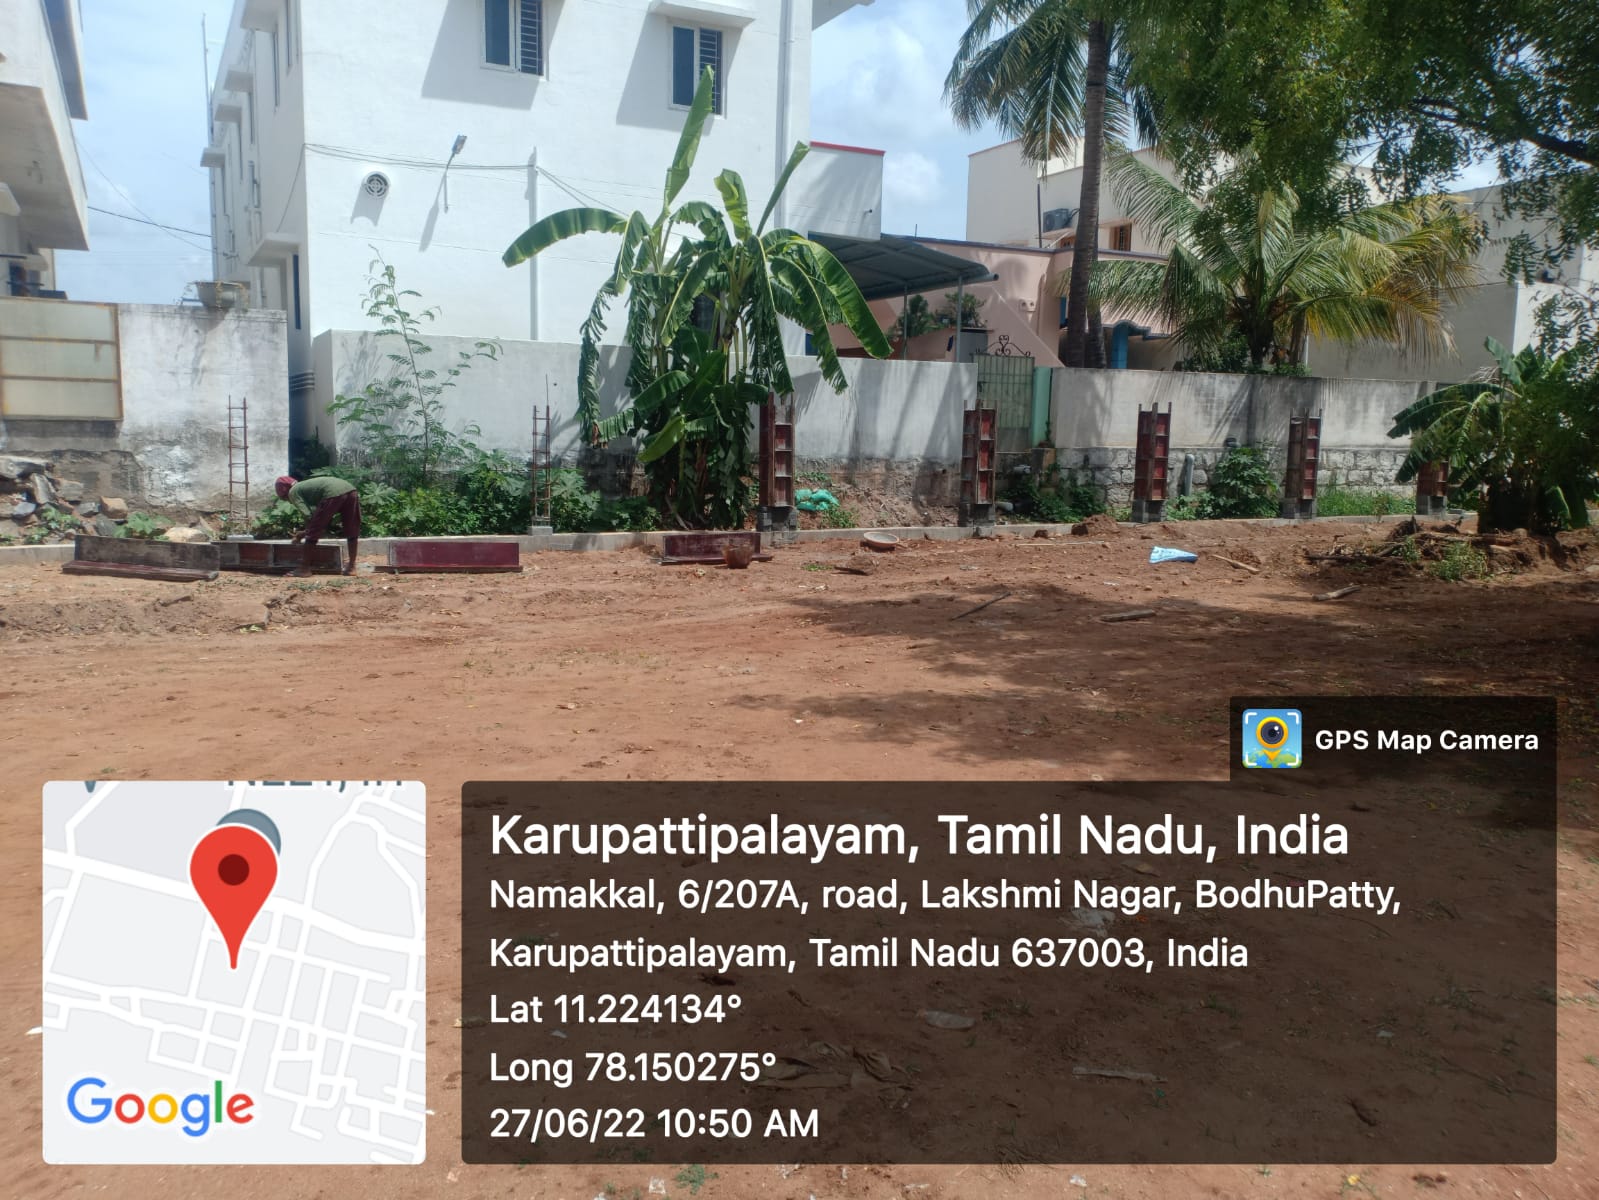 GPS Map Camera
Karupattipalayam, Tamil Nadu, India
Namakkal, 6/207A, road, Lakshmi Nagar, BodhuPatty,
Karupattipalayam, Tamil Nadu 637003, India
Lat 11.224134°
Long 78.150275°
27/06/22 10:50 AM
Google